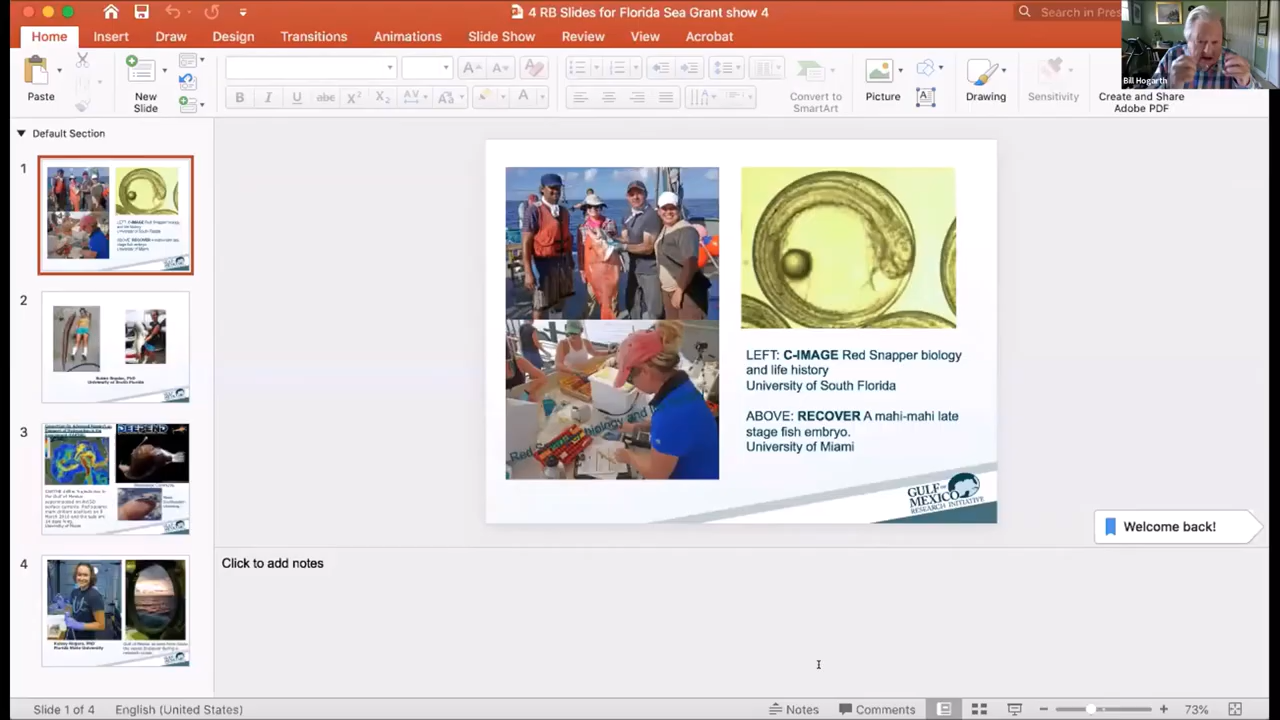 4 RB Slides for Florida Sea Grant show 4
Search in Pres
Home Insert Draw Design Transitions Animations Slide Show Review View Acrobat
Bill Hogarth
Paste
New
Slide
Convert to
SmartArt
Picture
Drawing
Sensitivity
Create and Share
Adobe PDF
Default Section
1
2
3
4
LEFT: C-IMAGE Red Snapper biology
and life history
University of South Florida
ABOVE: RECOVER A mahi-mahi late
stage fish embryo.
University of Miami
GULF OF
MEXICO
RESEARCH INITIATIVE
Welcome back!
Click to add notes
Slide 1 of 4
English (United States)
Notes
Comments
73%